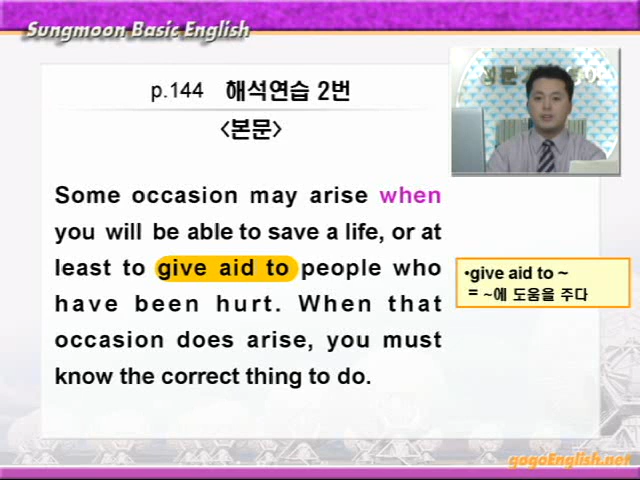 Sungmoon Basic English
p.144 해석연습 2번
<본문>
Some occasion may arise when
you will be able to save a life, or at
least to give aid to people who
have been hurt. When that
occasion does arise, you must
know the correct thing to do.
•give aid to ~
= ~에 도움을 주다
gogoEnglish.net